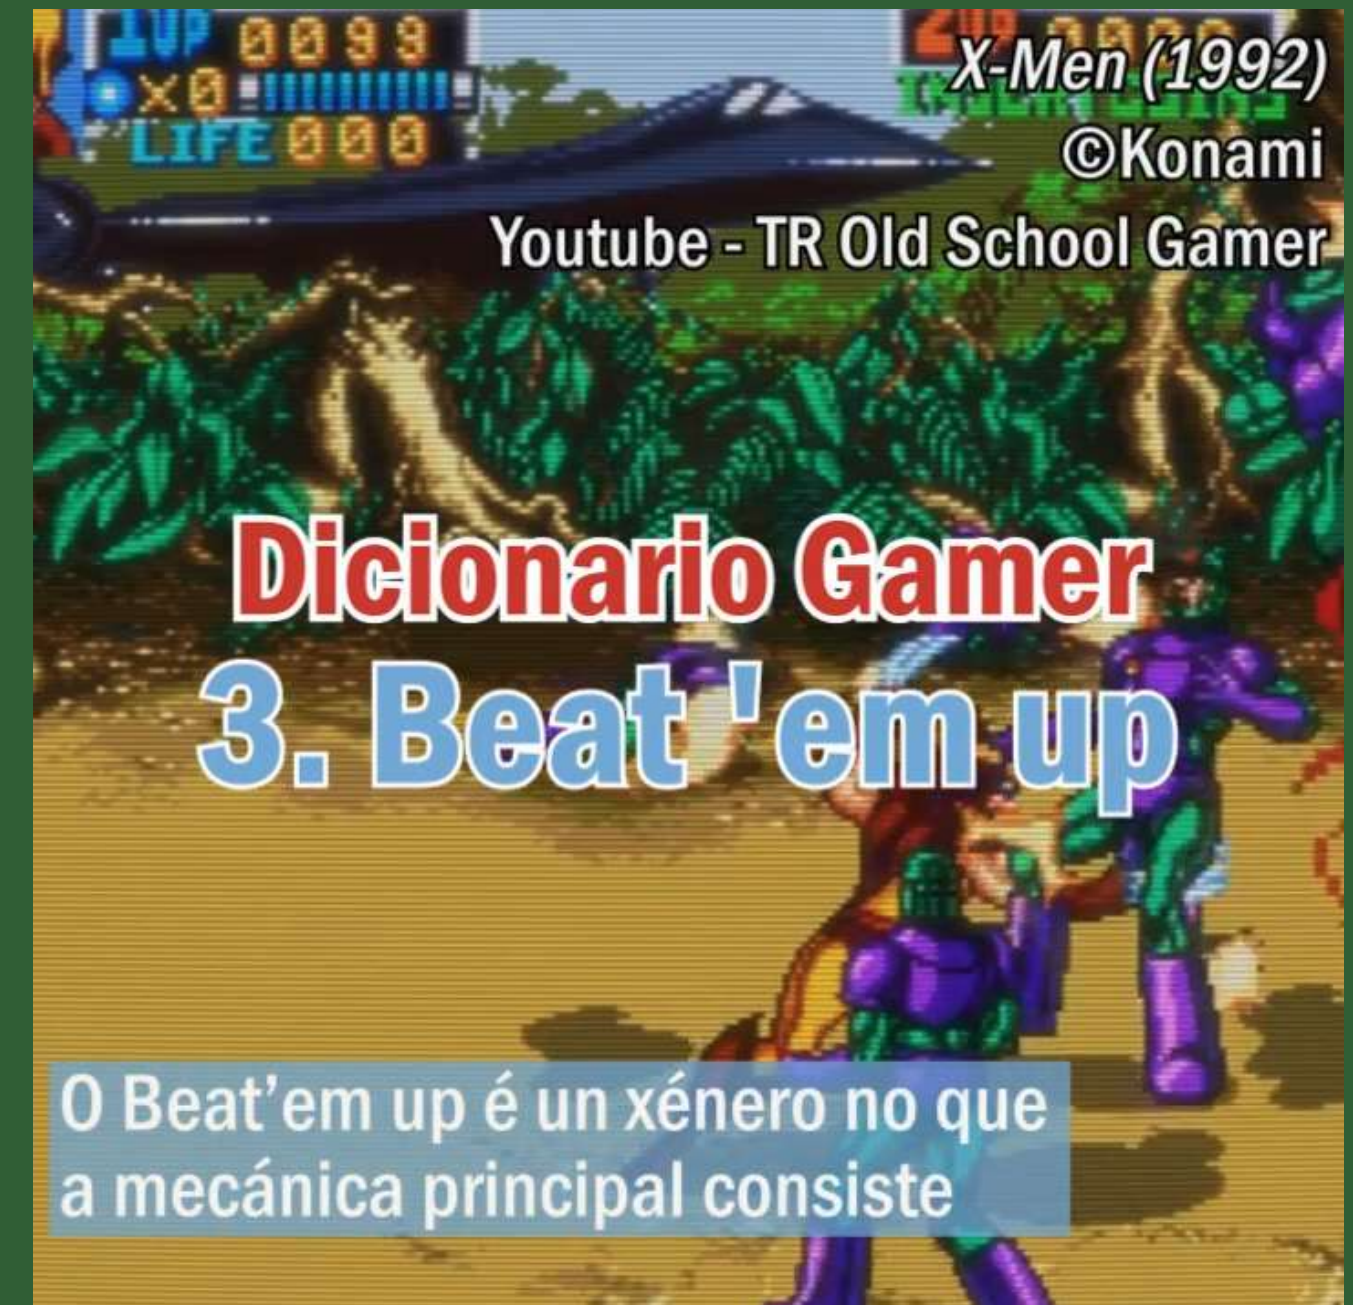 1UP 0099
2UP
X-Men (1992)
×0
©Konami
LIFE 000
Youtube - TR Old School Gamer
Dicionario Gamer
3. Beat 'em up
O Beat’em up é un xénero no que
a mecánica principal consiste